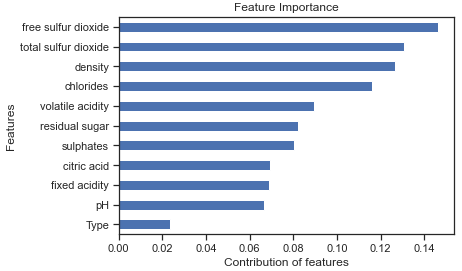 Feature Importance
free sulfur dioxide
total sulfur dioxide
density
chlorides
volatile acidity
residual sugar
sulphates
citric acid
fixed acidity
pH
Type
Features
0.00 0.02 0.04 0.06 0.08 0.10 0.12 0.14
Contribution of features